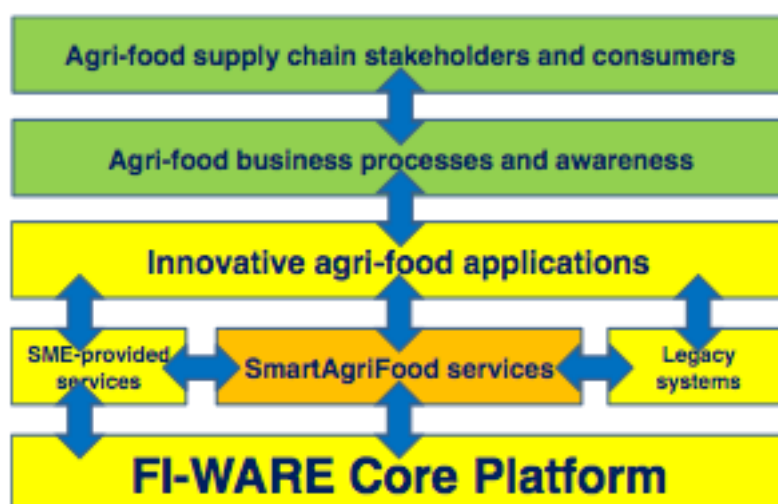 Agri-food supply chain stakeholders and consumers
Agri-food business processes and awareness
Innovative agri-food applications
SME-provided
services
SmartAgriFood services
Legacy
systems
FI-WARE Core Platform